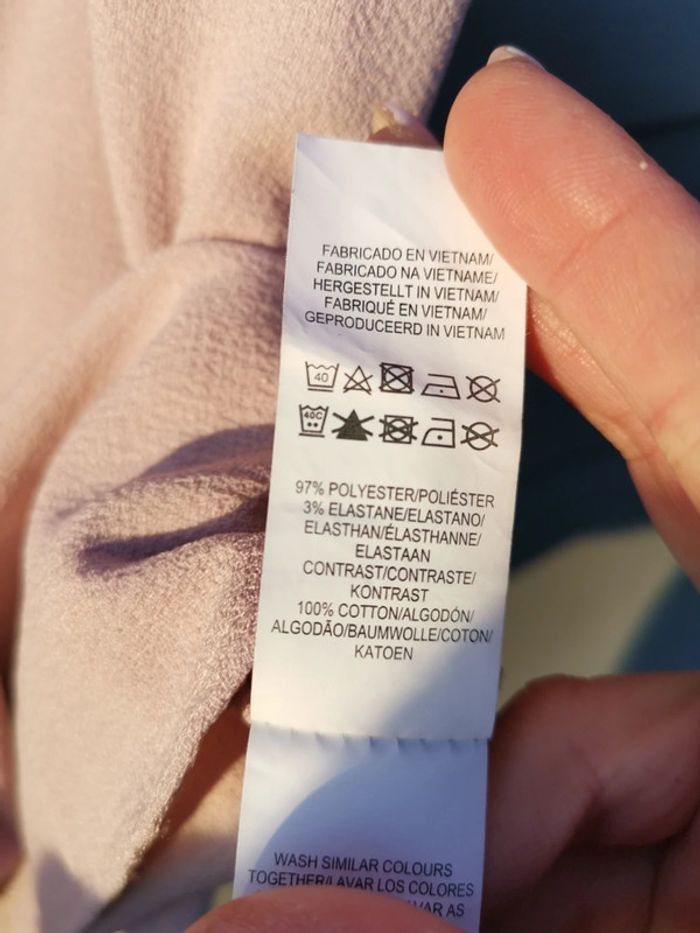 FABRICADO EN VIETNAM/
FABRICADO NA VIETNAME/
HERGESTELLT IN VIETNAM/
FABRIQUÉ EN VIETNAM/
GEPRODUCEERD IN VIETNAM
40
40C
97% POLYESTER/POLIÉSTER
3% ELASTANE/ELASTANO/
ELASTHAN/ÉLASTHANNE/
ELASTAAN
CONTRAST/CONTRASTE/
KONTRAST
100% COTTON/ALGODÓN/
ALGODÃO/BAUMWOLLE/COTON/
KATOEN
WASH SIMILAR COLOURS
TOGETHER/LAVAR LOS COLORES
AS